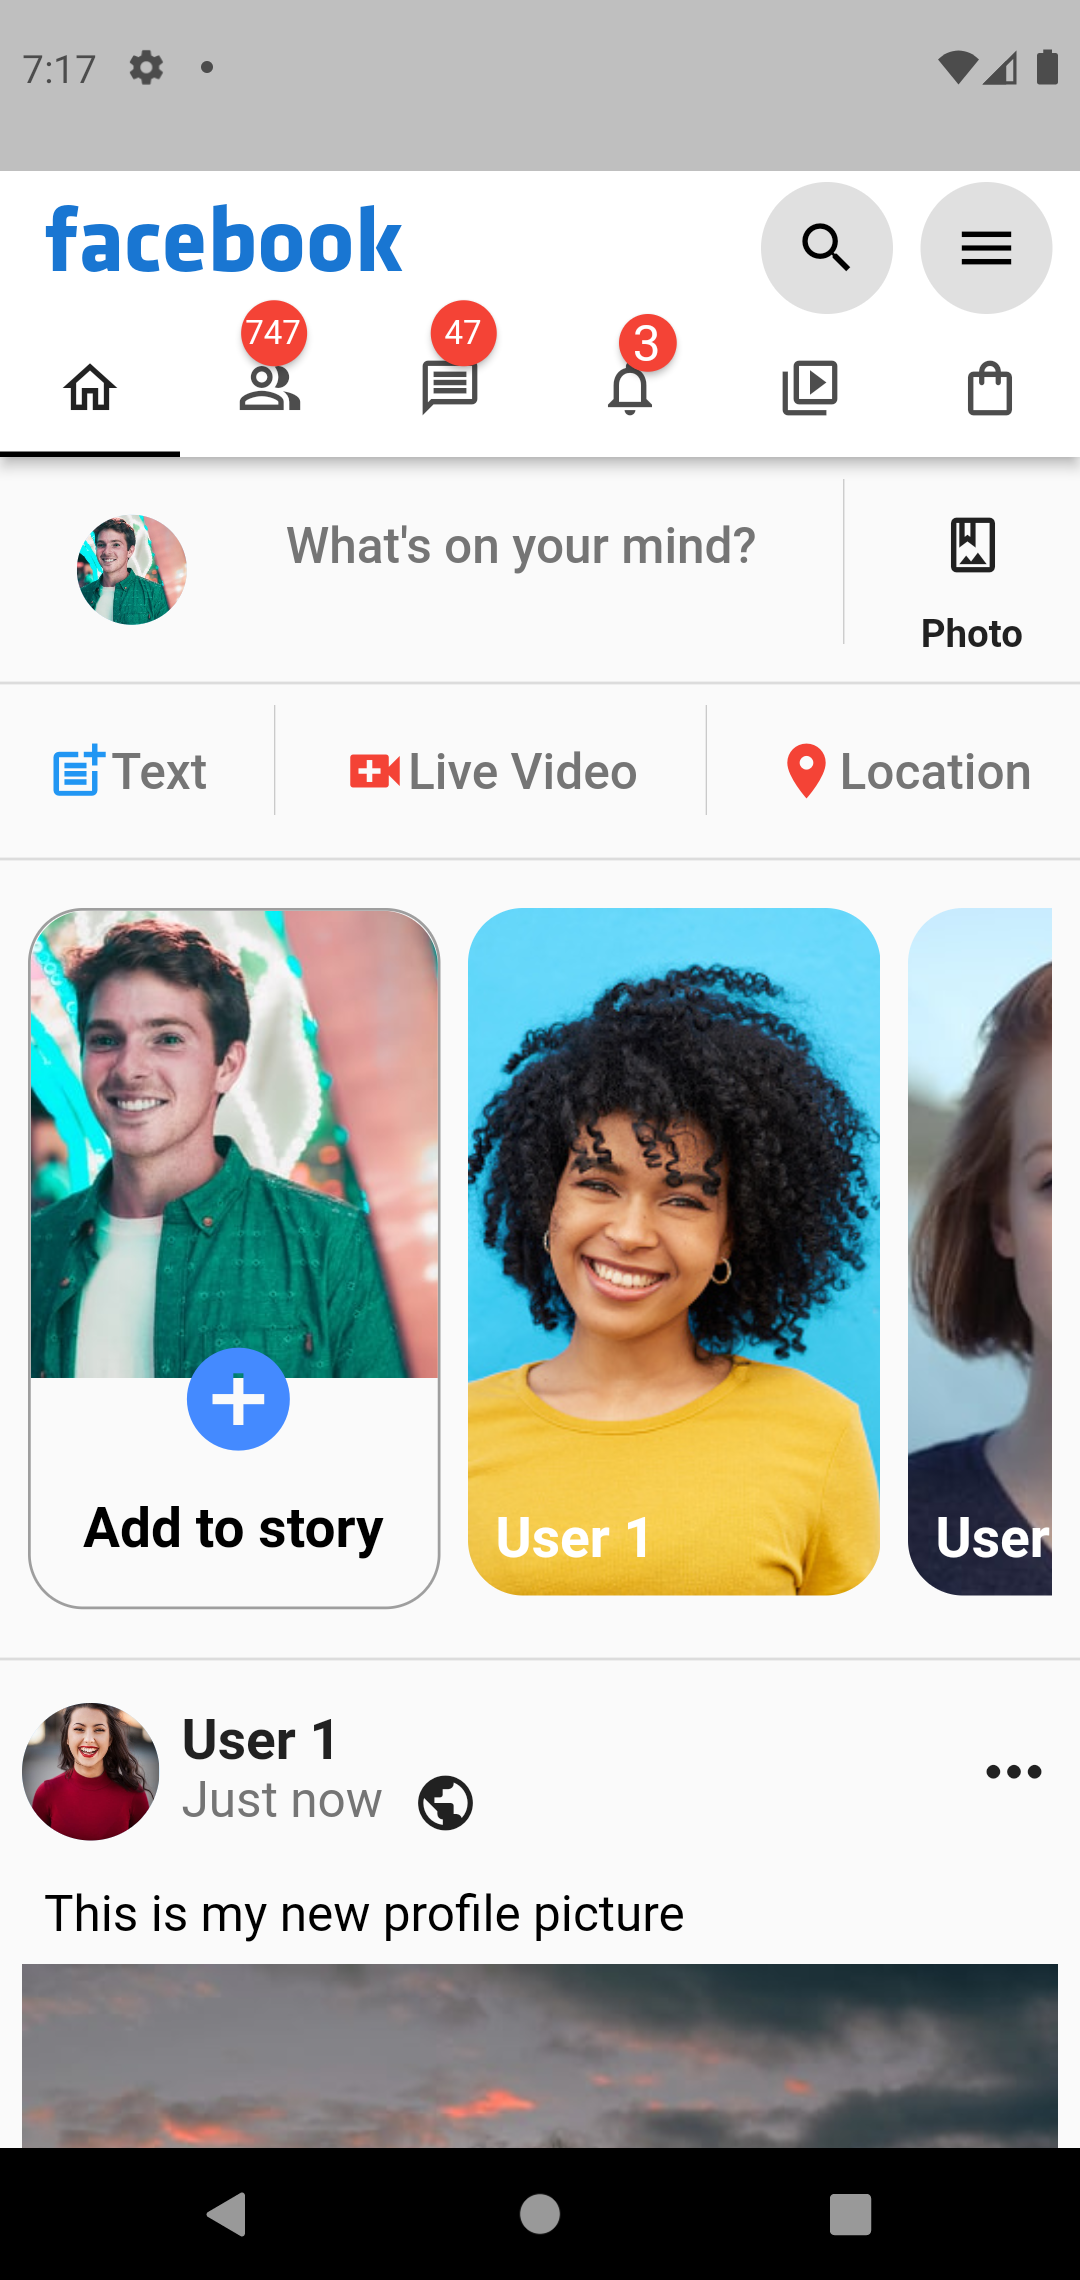 7:17
facebook
747
47
3
What's on your mind?
Photo
Text
Live Video
Location
Add to story
User 1
User
User 1
Just now
This is my new profile picture